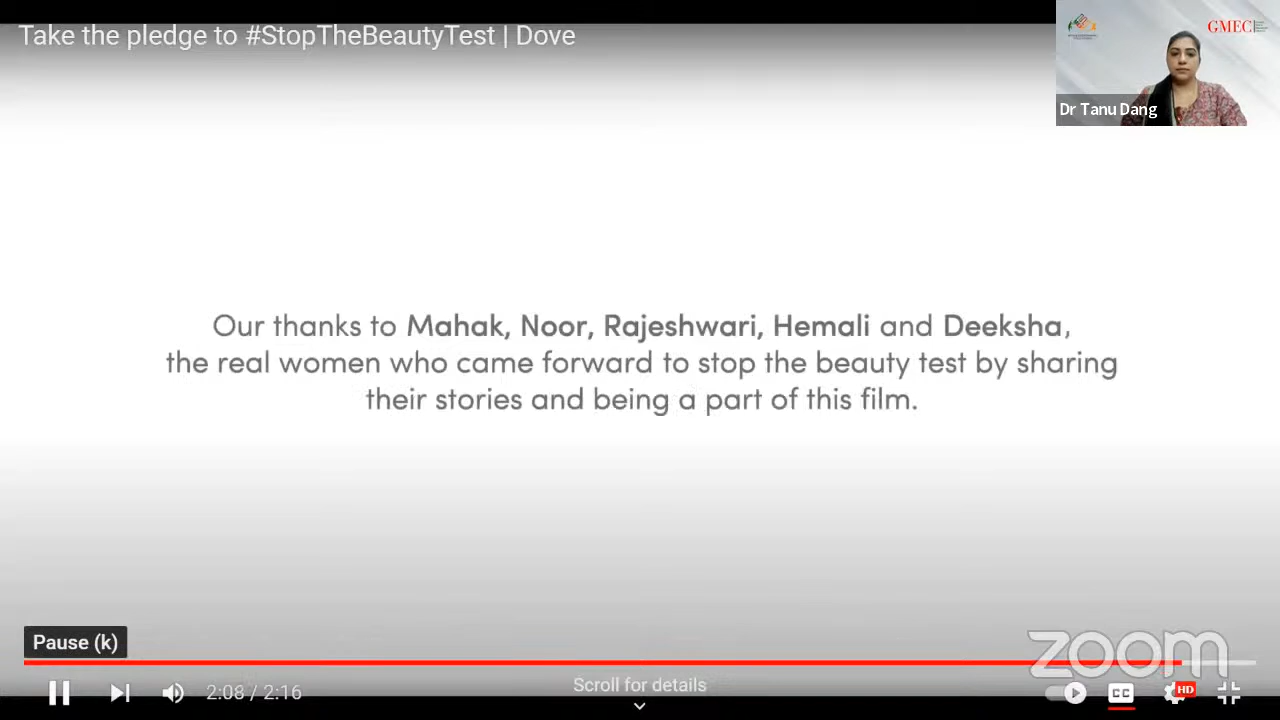 Take the pledge to #StopTheBeautyTest | Dove
GMEC
Dr Tanu Dang
Our thanks to Mahak, Noor, Rajeshwari, Hemali and Deeksha,
the real women who came forward to stop the beauty test by sharing
their stories and being a part of this film.
Pause (k)
zoom
2:08 / 2:16
Scroll for details
CC
HD